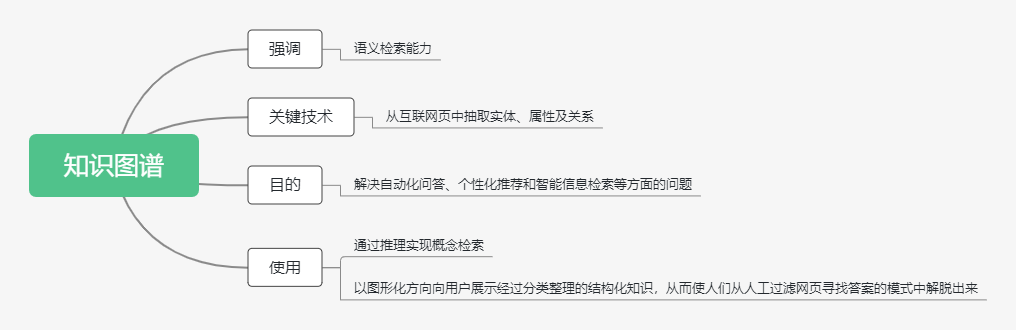 知识图谱
强调
语义检索能力
关键技术
从互联网页中抽取实体、属性及关系
目的
解决自动化问答、个性化推荐和智能信息检索等方面的问题
使用
通过推理实现概念检索
以图形化方向向用户展示经过分类整理的结构化知识，从而使人们从人工过滤网页寻找答案的模式中解脱出来